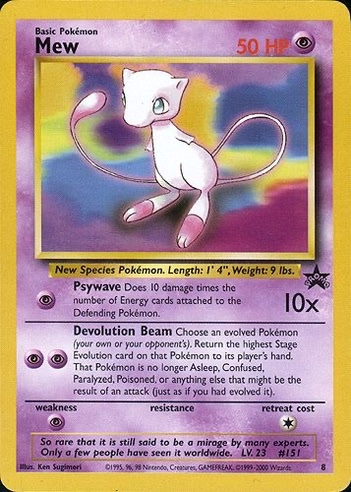 Basic Pokémon
Mew
50 HP
New Species Pokémon. Length: 1' 4", Weight: 9 lbs.
Psywave Does 10 damage times the
number of Energy cards attached to the
Defending Pokémon.
10x
Devolution Beam Choose an evolved Pokémon
(your own or your opponent's). Return the highest Stage
Evolution card on that Pokémon to its player's hand.
That Pokémon is no longer Asleep, Confused,
Paralyzed, Poisoned, or anything else that might be the
result of an attack (just as if you had evolved it).
weakness resistance retreat cost
So rare that it is still said to be a mirage by many experts.
Only a few people have seen it worldwide. LV. 23 #151
Illus. Ken Sugimori ©1995, 96, 98 Nintendo, Creatures, GAMEFREAK. ©1999-2000 Wizards. 8